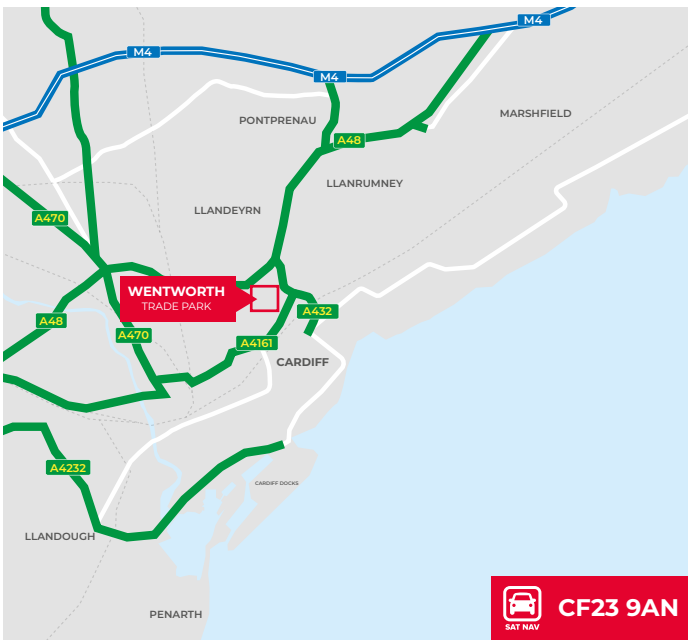 M4
M4
M4
MARSHFIELD
PONTPRENAU
A48
LLANRUMNEY
LLANDEYRN
A470
WENTWORTH
TRADE PARK
A432
A48
A470
A4161
CARDIFF
A4232
CARDIFF DOCKS
LLANDOUGH
PENARTH
SAT NAV
CF23 9AN